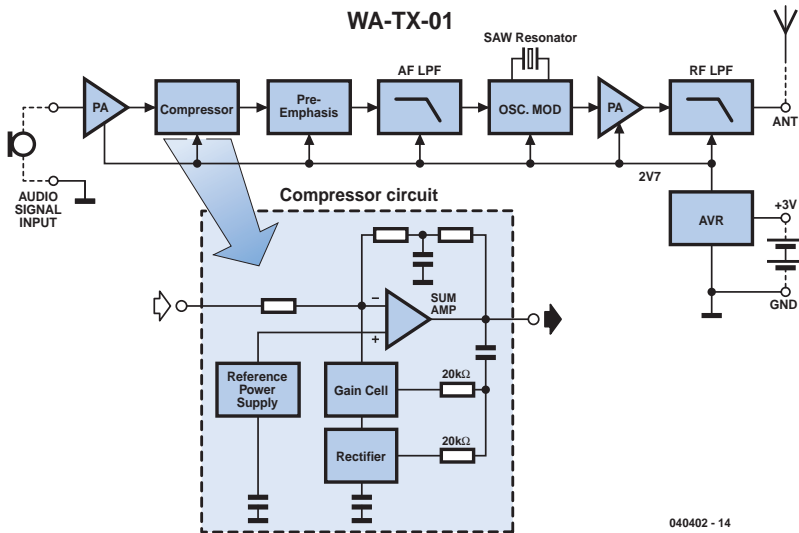 WA-TX-01
SAW Resonator
AF LPF
RF LPF
PA
Compressor
Pre-
Emphasis
OSC. MOD
PA
ANT
2V7
AUDIO
SIGNAL
INPUT
Compressor circuit
+3V
AVR
GND
–
+
SUM
AMP
Reference
Power
Supply
Gain Cell
20kΩ
Rectifier
20kΩ
040402 - 14